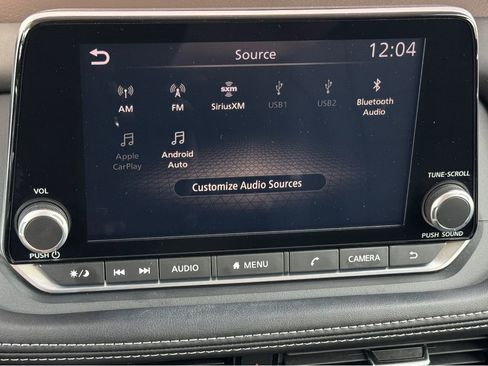 Source
12:04
sxm
AM
FM
SiriusXM
USB1
USB2
Bluetooth
Audio
Apple
CarPlay
Android
Auto
Customize Audio Sources
VOL
PUSH
TUNE-SCROLL
PUSH SOUND
AUDIO
MENU
CAMERA